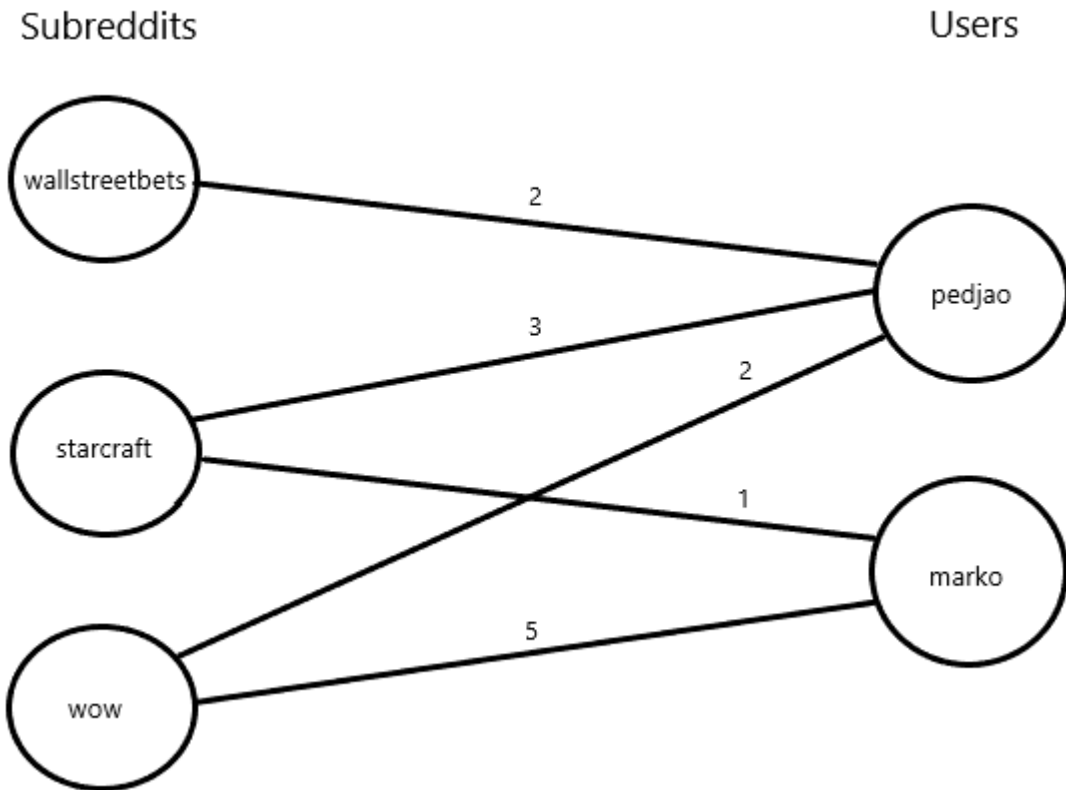 Subreddits
Users
wallstreetbets
2
pedjao
3
2
starcraft
1
marko
5
wow